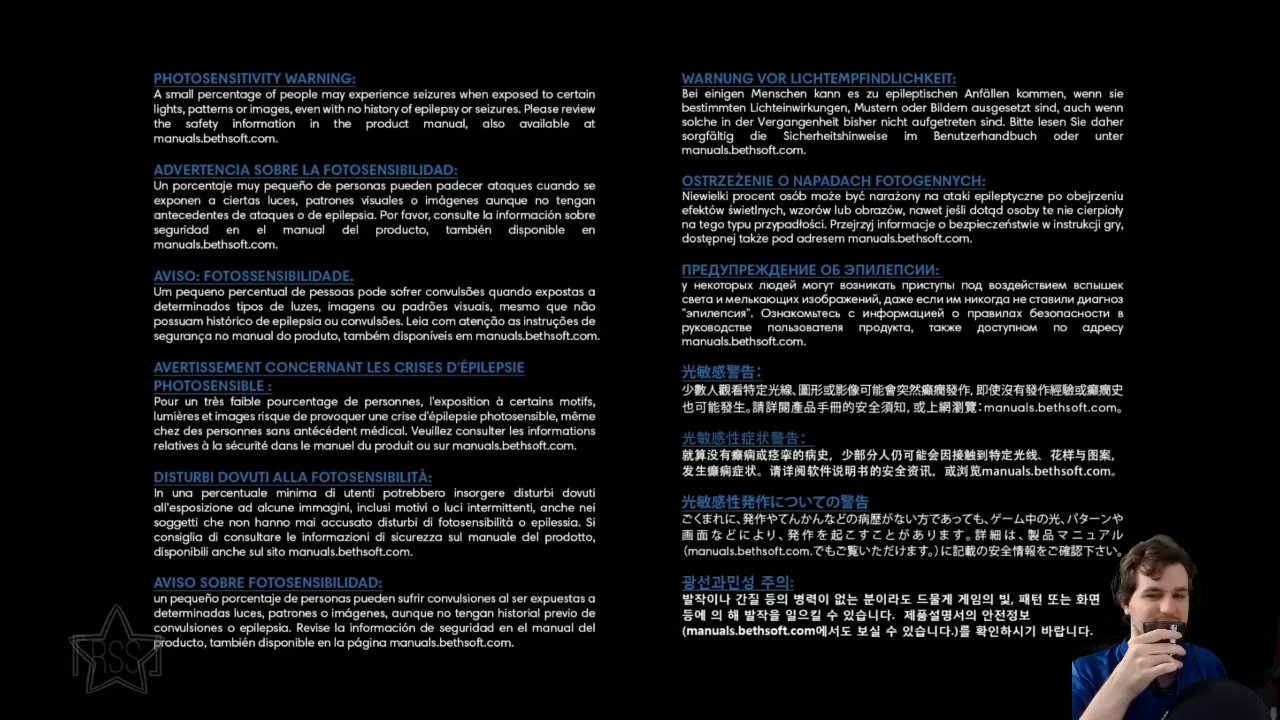 PHOTOSENSITIVITY WARNING:
A small percentage of people may experience seizures when exposed to certain
lights, patterns or images, even with no history of epilepsy or seizures. Please review
the safety information in the product manual, also available at
manuals.bethsoft.com.
ADVERTENCIA SOBRE LA FOTOSENSIBILIDAD:
Un porcentaje muy pequeño de personas pueden padecer ataques cuando se
exponen a ciertas luces, patrones visuales o imágenes aunque no tengan
antecedentes de ataques o de epilepsia. Por favor, consulte la información sobre
seguridad en el manual del producto, también disponible en
manuals.bethsoft.com.
AVISO: FOTOSSENSIBILIDADE.
Um pequeno percentual de pessoas pode sofrer convulsões quando expostas a
determinados tipos de luzes, imagens ou padrões visuais, mesmo que não
possuam histórico de epilepsia ou convulsões. Leia com atenção as instruções de
segurança no manual do produto, também disponíveis em manuals.bethsoft.com.
AVERTISSEMENT CONCERNANT LES CRISES D'ÉPILEPSIE
PHOTOSENSIBLE :
Pour un très faible pourcentage de personnes, l'exposition à certains motifs,
lumières et images risque de provoquer une crise d'épilepsie photosensible, même
chez des personnes sans antécédent médical. Veuillez consulter les informations
relatives à la sécurité dans le manuel du produit ou sur manuals.bethsoft.com.
DISTURBI DOVUTI ALLA FOTOSENSIBILITÀ:
In una percentuale minima di utenti potrebbero insorgere disturbi dovuti
all'esposizione ad alcune immagini, inclusi motivi o luci intermittenti, anche nei
soggetti che non hanno mai accusato disturbi di fotosensibilità o epilessia. Si
consiglia di consultare le informazioni di sicurezza sul manuale del prodotto,
disponibili anche sul sito manuals.bethsoft.com.
AVISO SOBRE FOTOSENSIBILIDAD:
un pequeño porcentaje de personas pueden sufrir convulsiones al ser expuestas a
determinadas luces, patrones o imágenes, aunque no tengan historial previo de
convulsiones o epilepsia. Revise la información de seguridad en el manual del
producto, también disponible en la página manuals.bethsoft.com.
RSS
WARNUNG VOR LICHTEMPFINDLICHKEIT:
Bei einigen Menschen kann es zu epileptischen Anfällen kommen, wenn sie
bestimmten Lichteinwirkungen, Mustern oder Bildern ausgesetzt sind, auch wenn
solche in der Vergangenheit bisher nicht aufgetreten sind. Bitte lesen Sie daher
sorgfältig die Sicherheitshinweise im Benutzerhandbuch oder unter
manuals.bethsoft.com.
OSTRZEŻENIE O NAPADACH FOTOGENNYCH:
Niewielki procent osób może być narażony na ataki epileptyczne po obejrzeniu
efektów świetlnych, wzorów lub obrazów, nawet jeśli dotąd osoby te nie cierpiały
na tego typu przypadłości. Przejrzyj informacje o bezpieczeństwie w instrukcji gry,
dostępnej także pod adresem manuals.bethsoft.com.
ПРЕДУПРЕЖДЕНИЕ ОБ ЭПИЛЕПСИИ:
у некоторых людей могут возникать приступы под воздействием вспышек
света и мелькающих изображений, даже если им никогда не ставили диагноз
"эпилепсия". Ознакомьтесь с информацией о правилах безопасности в
руководстве пользователя продукта, также доступном по адресу
manuals.bethsoft.com.
光敏感警告：
少數人觀看特定光線、圖形或影像可能會突然癲癇發作，即使沒有發作經驗或癲癇史
也可能發生。請詳閱產品手冊的安全須知，或上網瀏覽：manuals.bethsoft.com。
光敏感性症状警告：
就算没有癫痫或痉挛的病史，少部分人仍可能会因接触到特定光线、花样与图案，
发生癫痫症状。请详阅软件说明书的安全资讯，或浏览manuals.bethsoft.com。
光敏感性発作についての警告
ごくまれに、発作やてんかんなどの病歴がない方であっても、ゲーム中の光、パターンや
画面などにより、発作を起こすことがあります。詳細は、製品マニュアル
（manuals.bethsoft.comでもご覧いただけます。）に記載の安全情報をご確認下さい。
광선과민성 주의:
발작이나 간질 등의 병력이 없는 분이라도 드물게 게임의 빛, 패턴 또는 화면
등에 의 해 발작을 일으킬 수 있습니다. 제품설명서의 안전정보
(manuals.bethsoft.com에서도 보실 수 있습니다.)를 확인하시기 바랍니다.